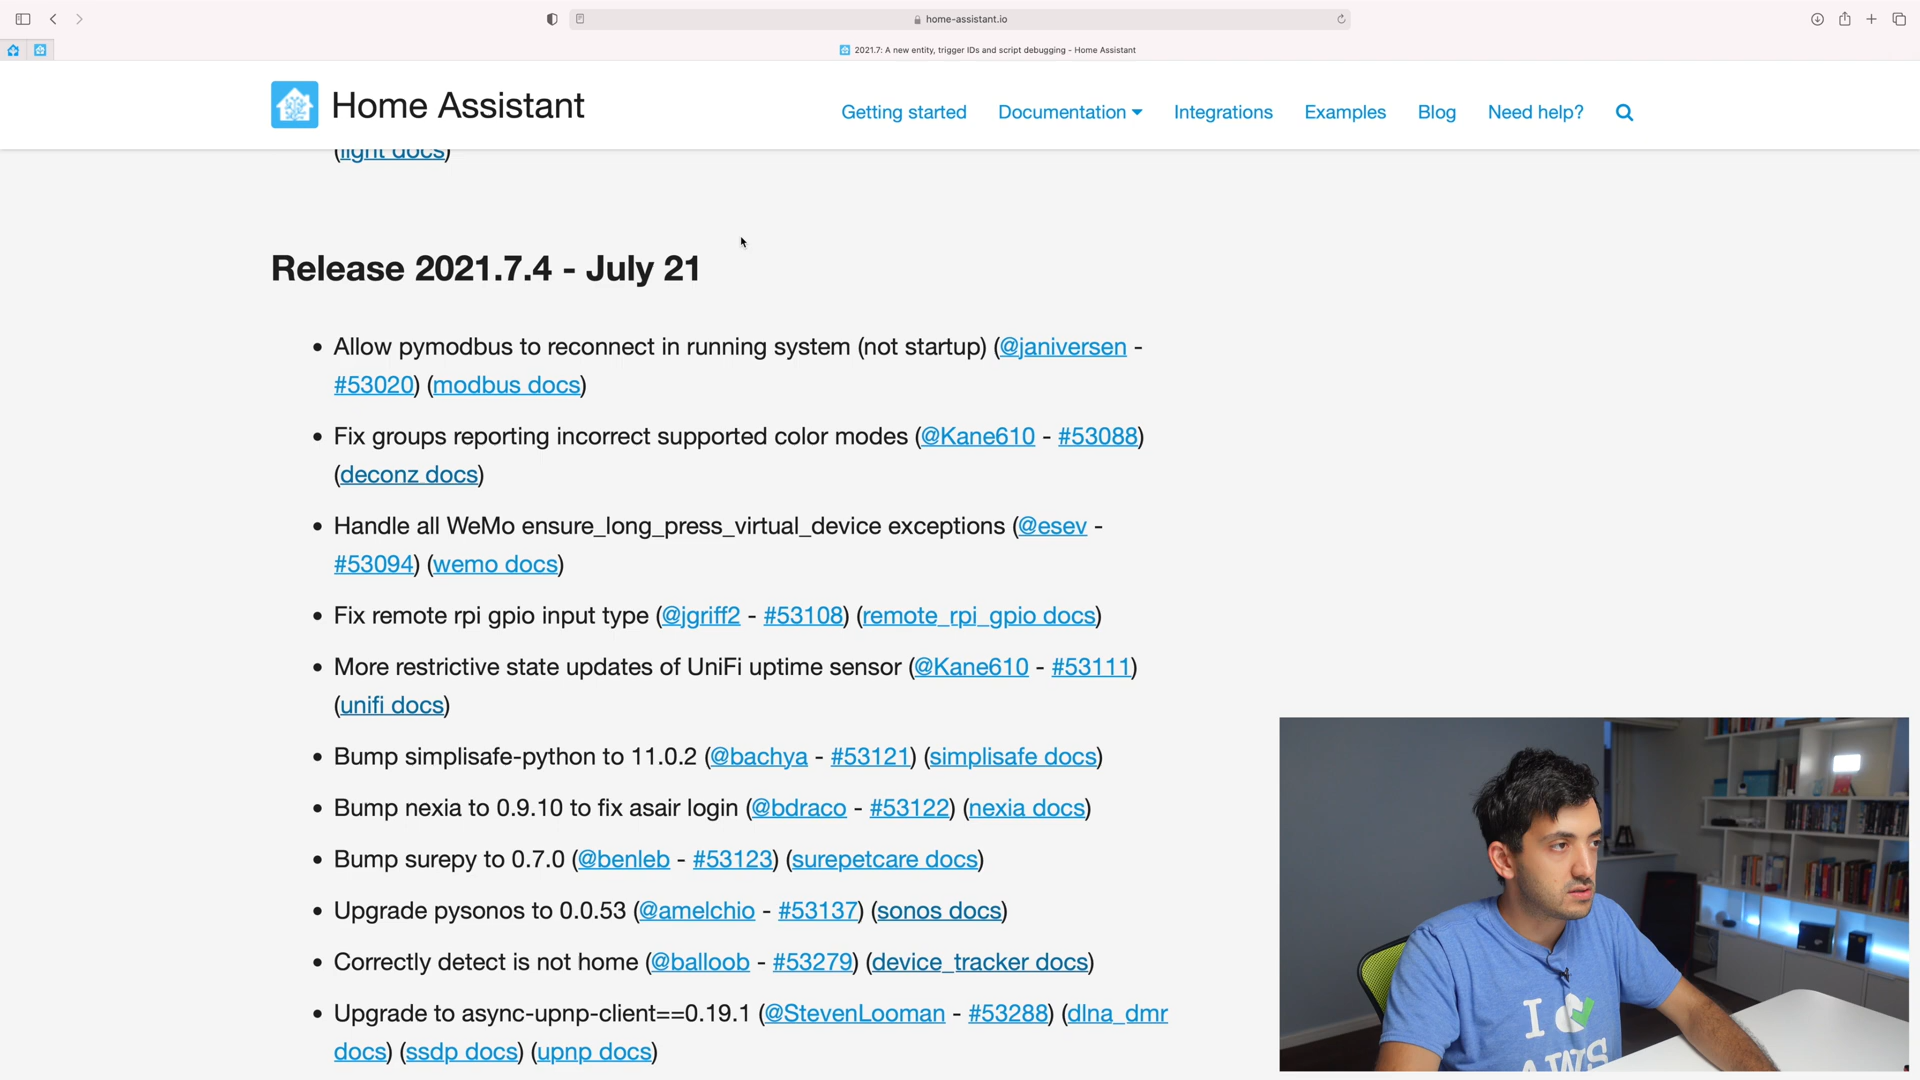 home-assistant.io
2021.7: A new entity, trigger IDs and script debugging - Home Assistant
Home Assistant
Getting started
Documentation
Integrations
Examples
Blog
Need help?
(light docs)
Release 2021.7.4 - July 21
• Allow pymodbus to reconnect in running system (not startup) (@janiversen -
#53020) (modbus docs)
• Fix groups reporting incorrect supported color modes (@Kane610 - #53088)
(deconz docs)
• Handle all WeMo ensure_long_press_virtual_device exceptions (@esev -
#53094) (wemo docs)
• Fix remote rpi gpio input type (@jgriff2 - #53108) (remote_rpi_gpio docs)
• More restrictive state updates of UniFi uptime sensor (@Kane610 - #53111)
(unifi docs)
• Bump simplisafe-python to 11.0.2 (@bachya - #53121) (simplisafe docs)
• Bump nexia to 0.9.10 to fix asair login (@bdraco - #53122) (nexia docs)
• Bump surepy to 0.7.0 (@benleb - #53123) (surepetcare docs)
• Upgrade pysonos to 0.0.53 (@amelchio - #53137) (sonos docs)
• Correctly detect is not home (@balloob - #53279) (device_tracker docs)
• Upgrade to async-upnp-client==0.19.1 (@StevenLooman - #53288) (dlna_dmr
docs) (ssdp docs) (upnp docs)
I
AWS